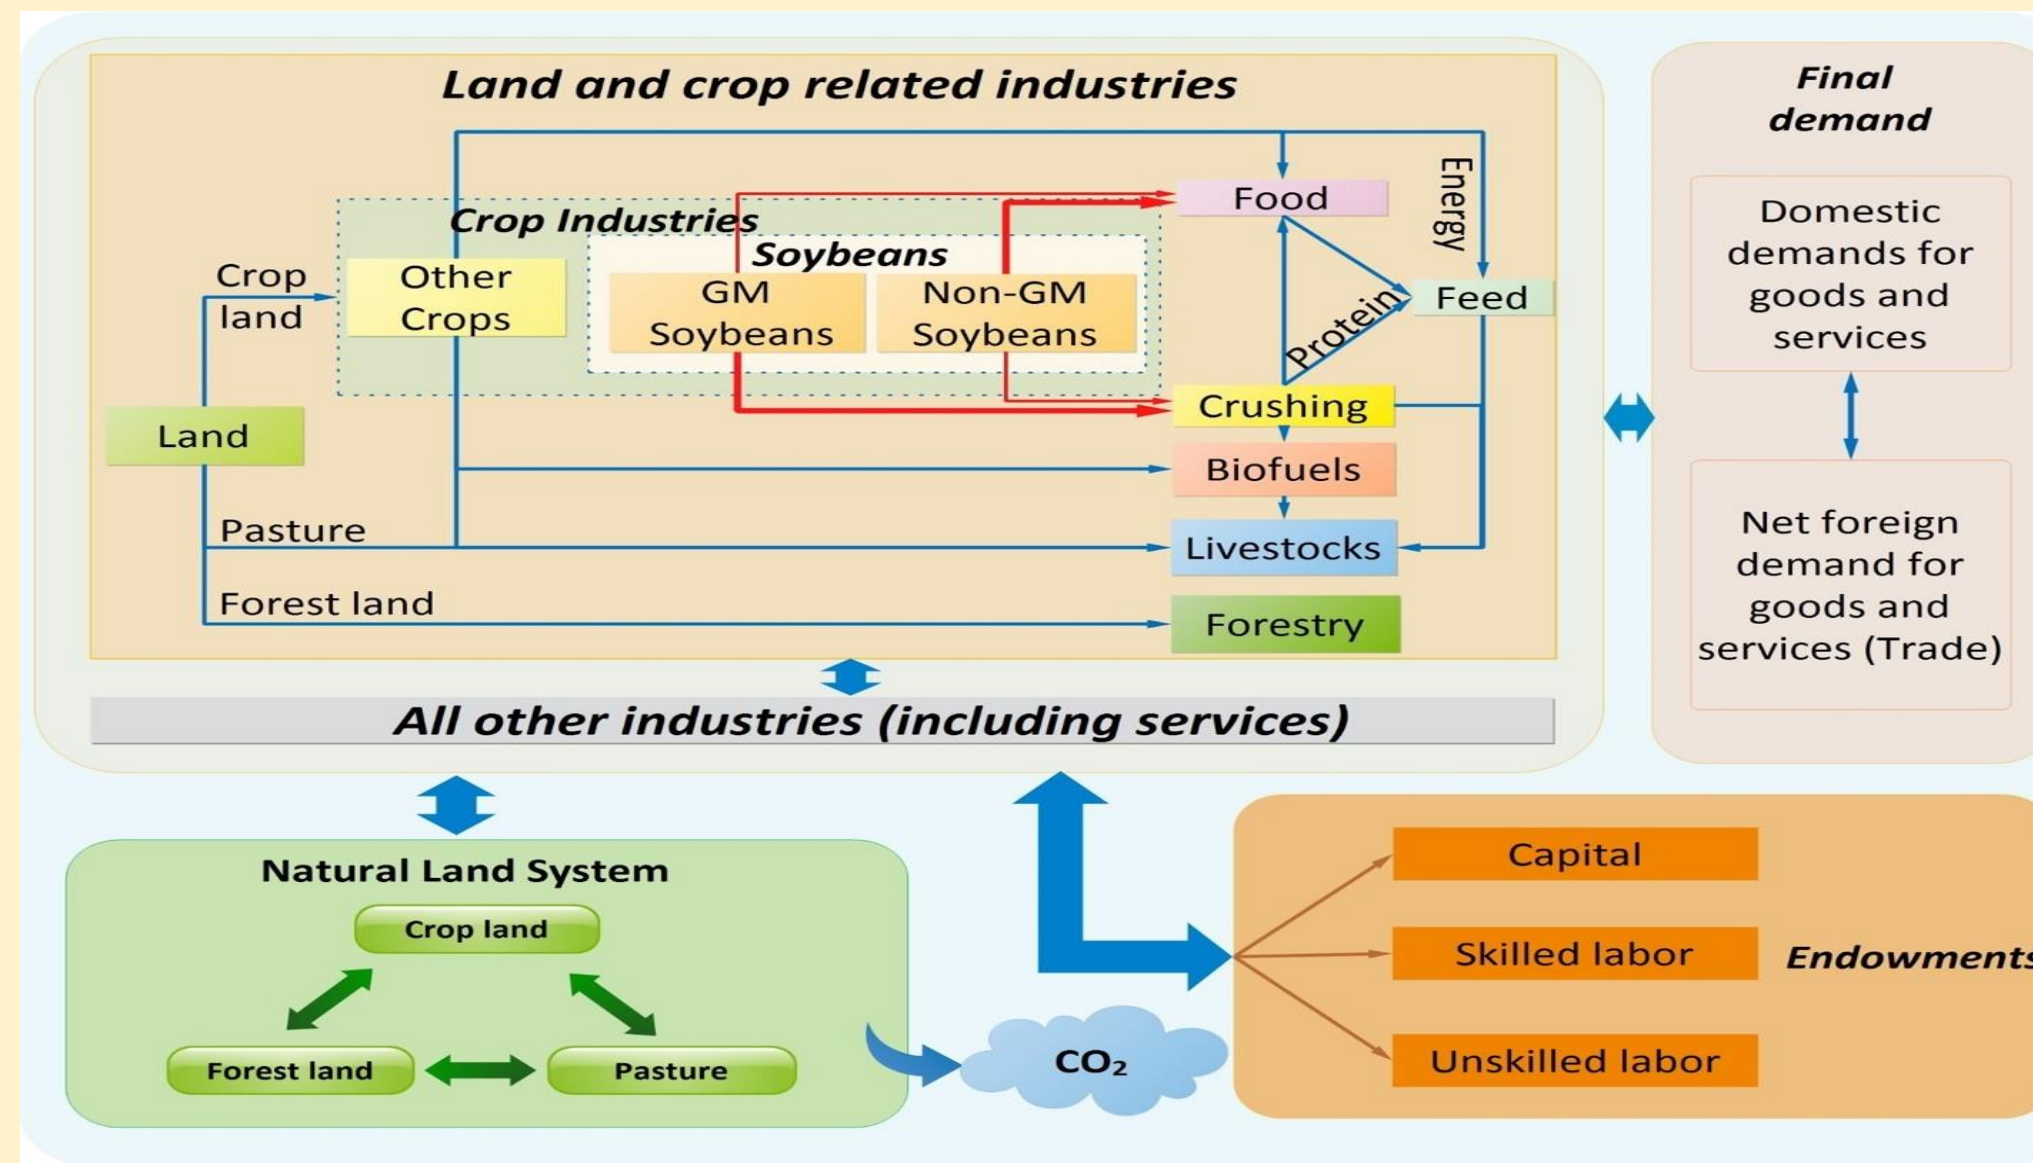 Land and crop related industries
Energy
Food
Crop Industries
Soybeans
Crop
land
Other
Crops
GM
Soybeans
Non-GM
Soybeans
Protein
Feed
Crushing
Land
Biofuels
Pasture
Livestocks
Forest land
Forestry
All other industries (including services)
Final
demand
Domestic
demands for
goods and
services
Net foreign
demand for
goods and
services (Trade)
Natural Land System
Crop land
Forest land
Pasture
CO₂
Capital
Skilled labor
Unskilled labor
Endowments